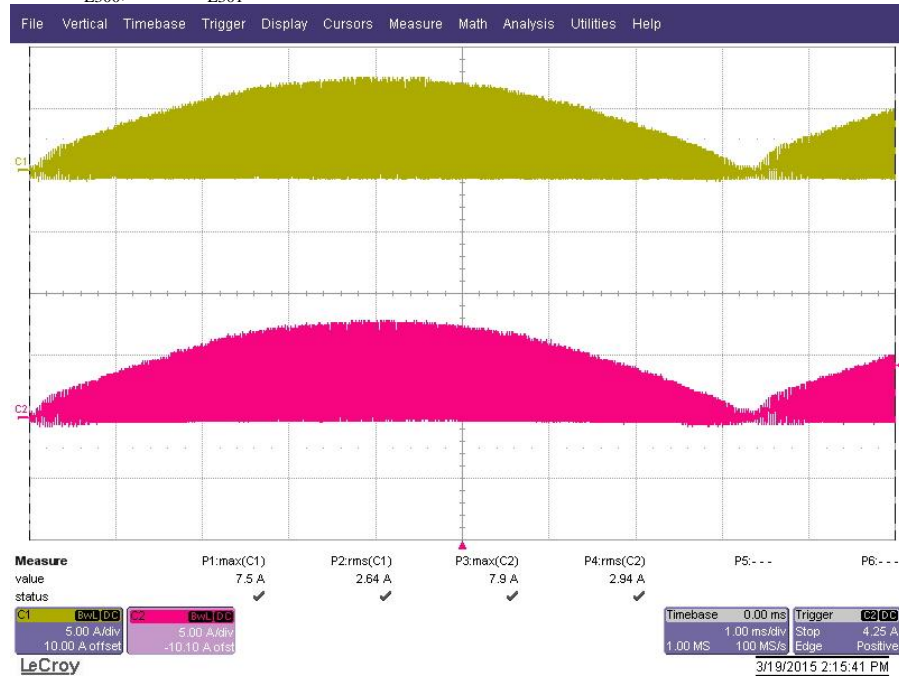 L500, L501
File Vertical Timebase Trigger Display Cursors Measure Math Analysis Utilities Help
C1
C2
Measure P1:max(C1) P2:rms(C1) P3:max(C2) P4:rms(C2) P5:- - - P6:- - -
value 7.5 A 2.64 A 7.9 A 2.94 A
status
C1 BwL DC C2 BwL DC Timebase 0.00 ms Trigger C2 DC
5.00 A/div 5.00 A/div 1.00 ms/div Stop 4.25 A
10.00 A offset -10.10 A ofst 1.00 MS 100 MS/s Edge Positive
LeCroy 3/19/2015 2:15:41 PM